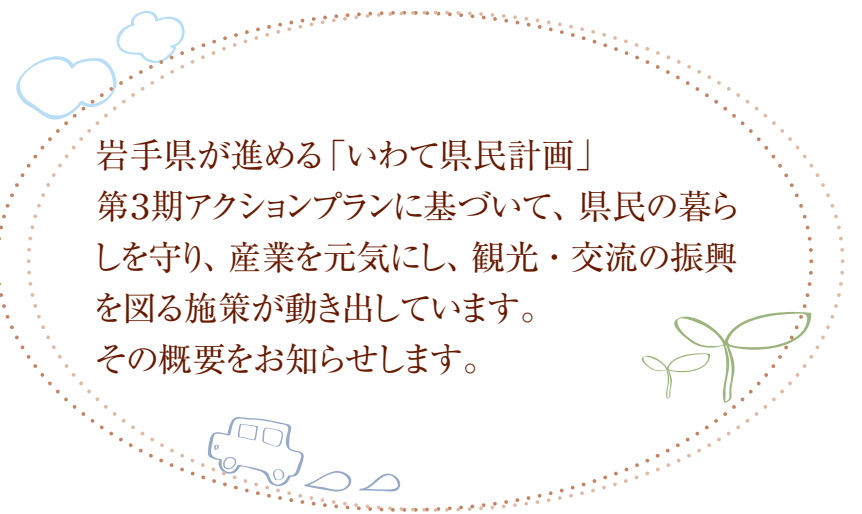 岩手県が進める「いわて県民計画」
第3期アクションプランに基づいて、県民の暮ら
しを守り、産業を元気にし、観光・交流の振興
を図る施策が動き出しています。
その概要をお知らせします。